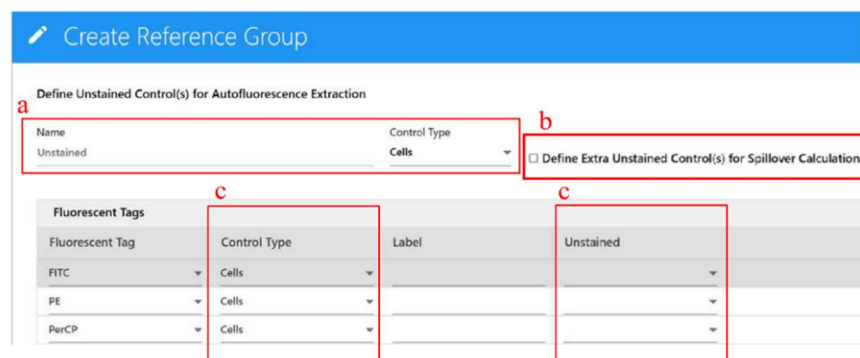 Create Reference Group
Define Unstained Control(s) for Autofluorescence Extraction
a
b
Name Control Type
Unstained Cells
Define Extra Unstained Control(s) for Spillover Calculation
c c
Fluorescent Tags
Fluorescent Tag Control Type Label Unstained
FITC Cells
PE Cells
PerCP Cells